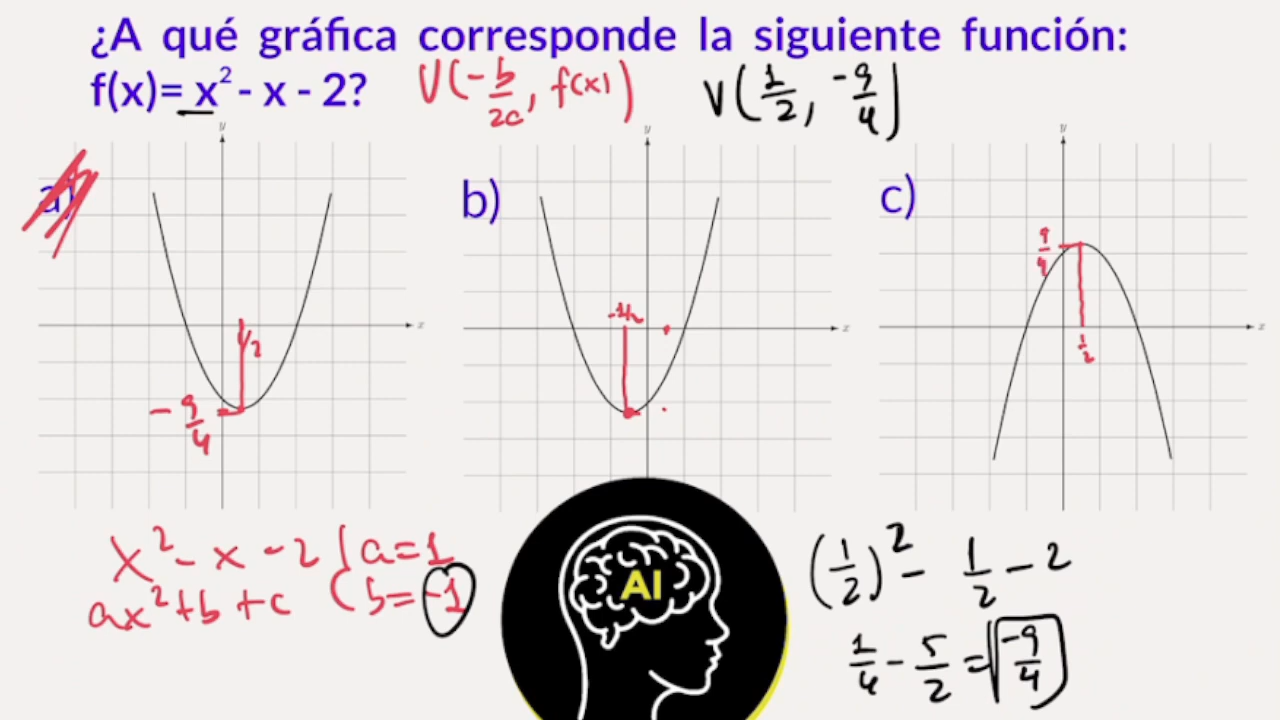 ¿A qué gráfica corresponde la siguiente función:
f(x)= x² - x - 2?
V(-b/2a, f(x))
V(1/2, -9/4)
a)
y
x
1/2
-9/4
b)
y
x
-1/2
c)
y
x
9/4
1/2
x² - x - 2 | a = 1
ax² + b + c ( b = -1
AI
(1/2)² - 1/2 - 2
1/4 - 5/2 = -9/4